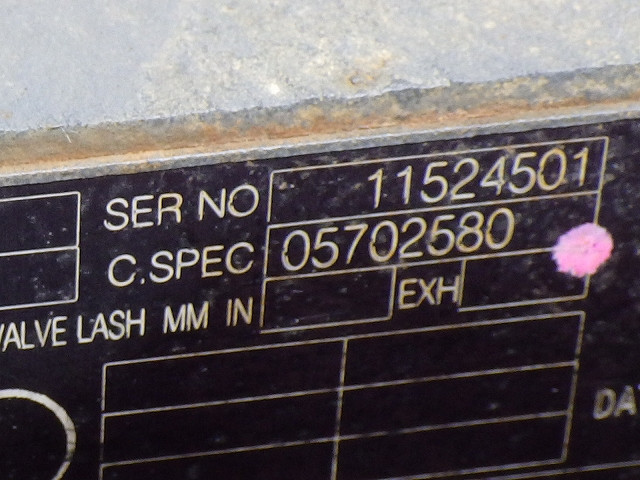 SER NO 11524501
C.SPEC 05702580
VALVE LASH MM IN EXH
DA